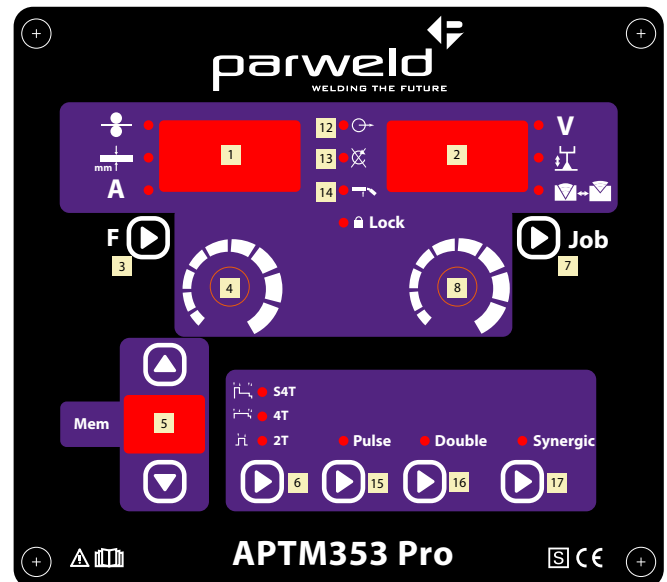 parweld
WELDING THE FUTURE
12
V
1
2
13
mm
A
14
Lock
F
Job
3
7
4
8
S4T
4T
Mem
5
2T
Pulse
Double
Synergic
6
15
16
17
APTM353 Pro
S CE